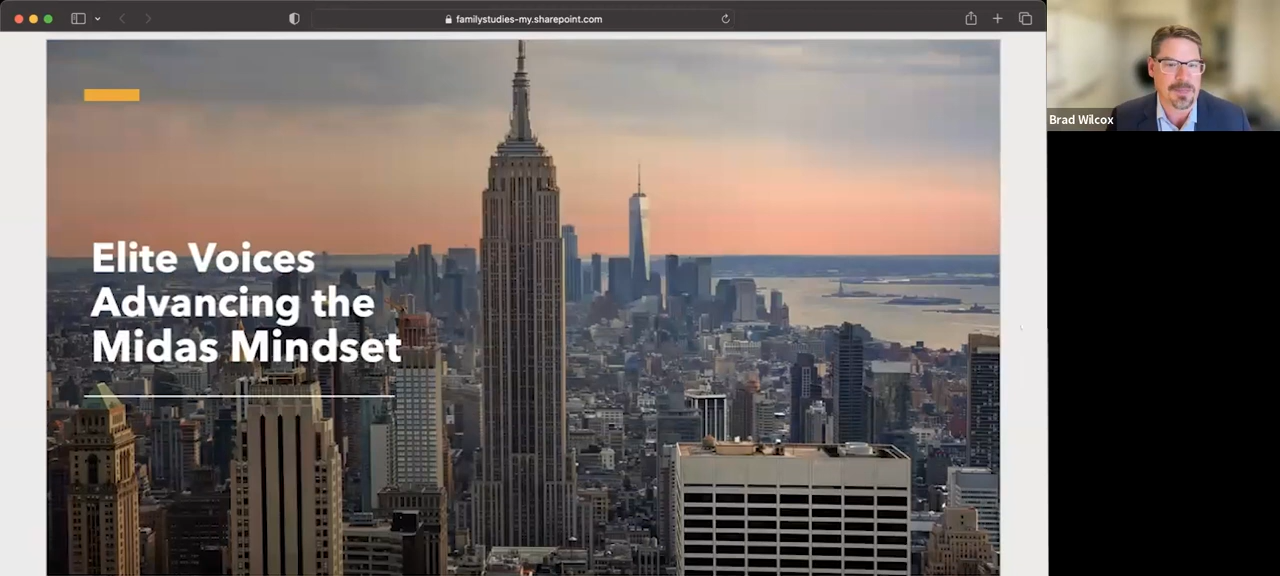 familystudies-my.sharepoint.com
Elite Voices
Advancing the
Midas Mindset
Brad Wilcox